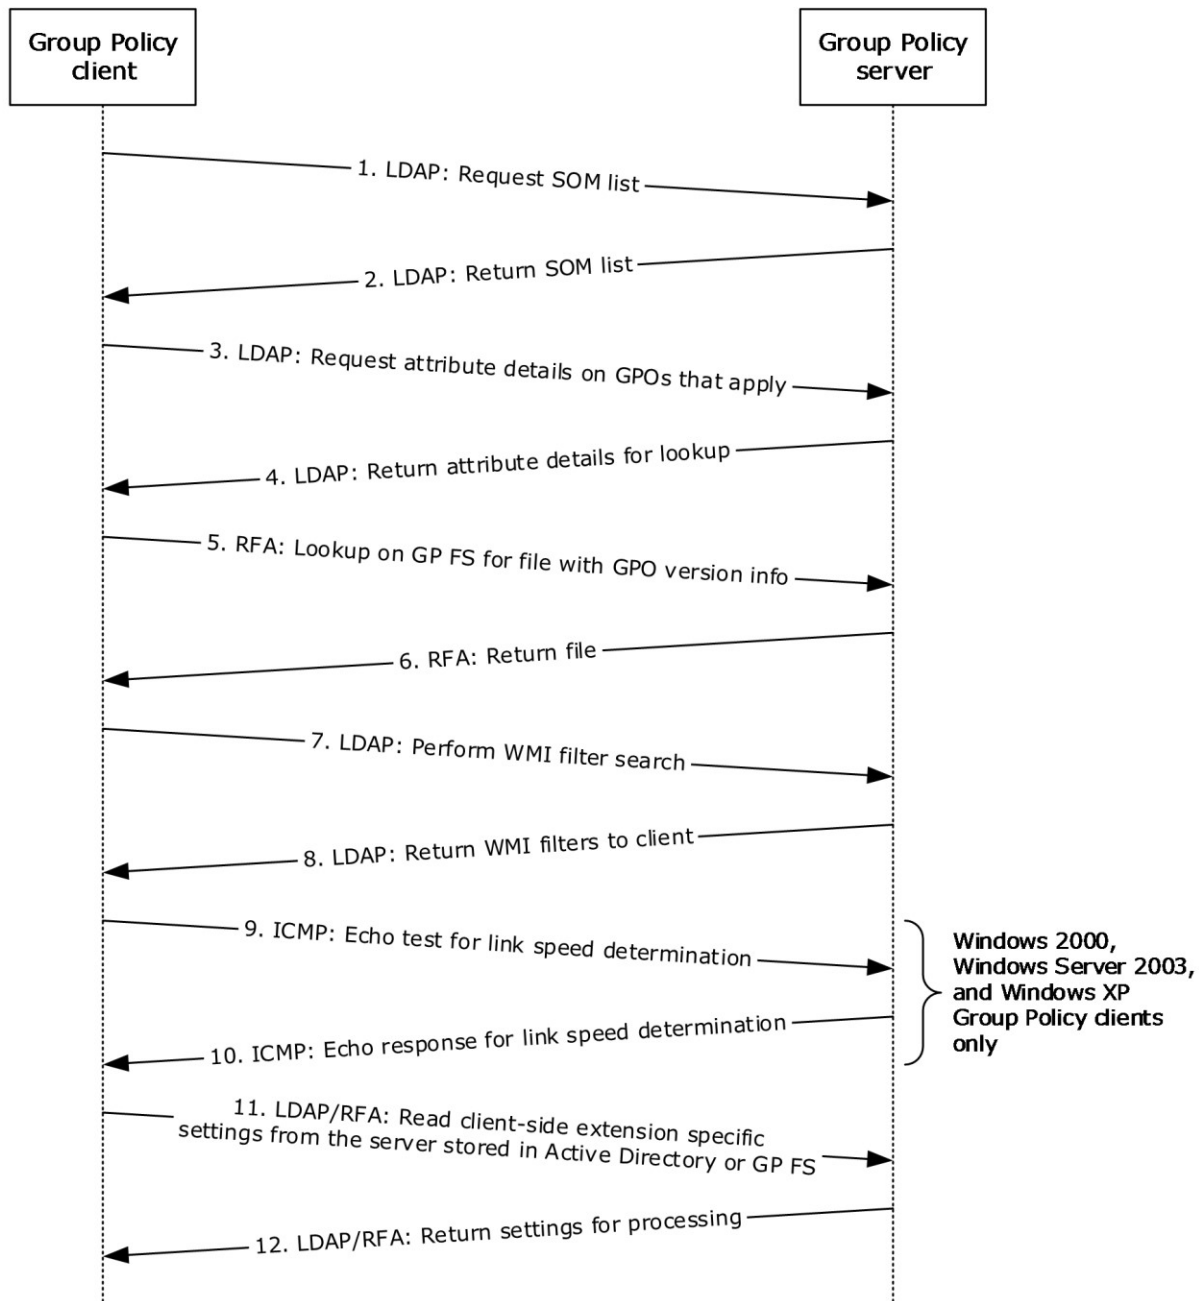 Group Policy
client
Group Policy
server
1. LDAP: Request SOM list
2. LDAP: Return SOM list
3. LDAP: Request attribute details on GPOs that apply
4. LDAP: Return attribute details for lookup
5. RFA: Lookup on GP FS for file with GPO version info
6. RFA: Return file
7. LDAP: Perform WMI filter search
8. LDAP: Return WMI filters to client
9. ICMP: Echo test for link speed determination
10. ICMP: Echo response for link speed determination
Windows 2000,
Windows Server 2003,
and Windows XP
Group Policy clients
only
11. LDAP/RFA: Read client-side extension specific
settings from the server stored in Active Directory or GP FS
12. LDAP/RFA: Return settings for processing